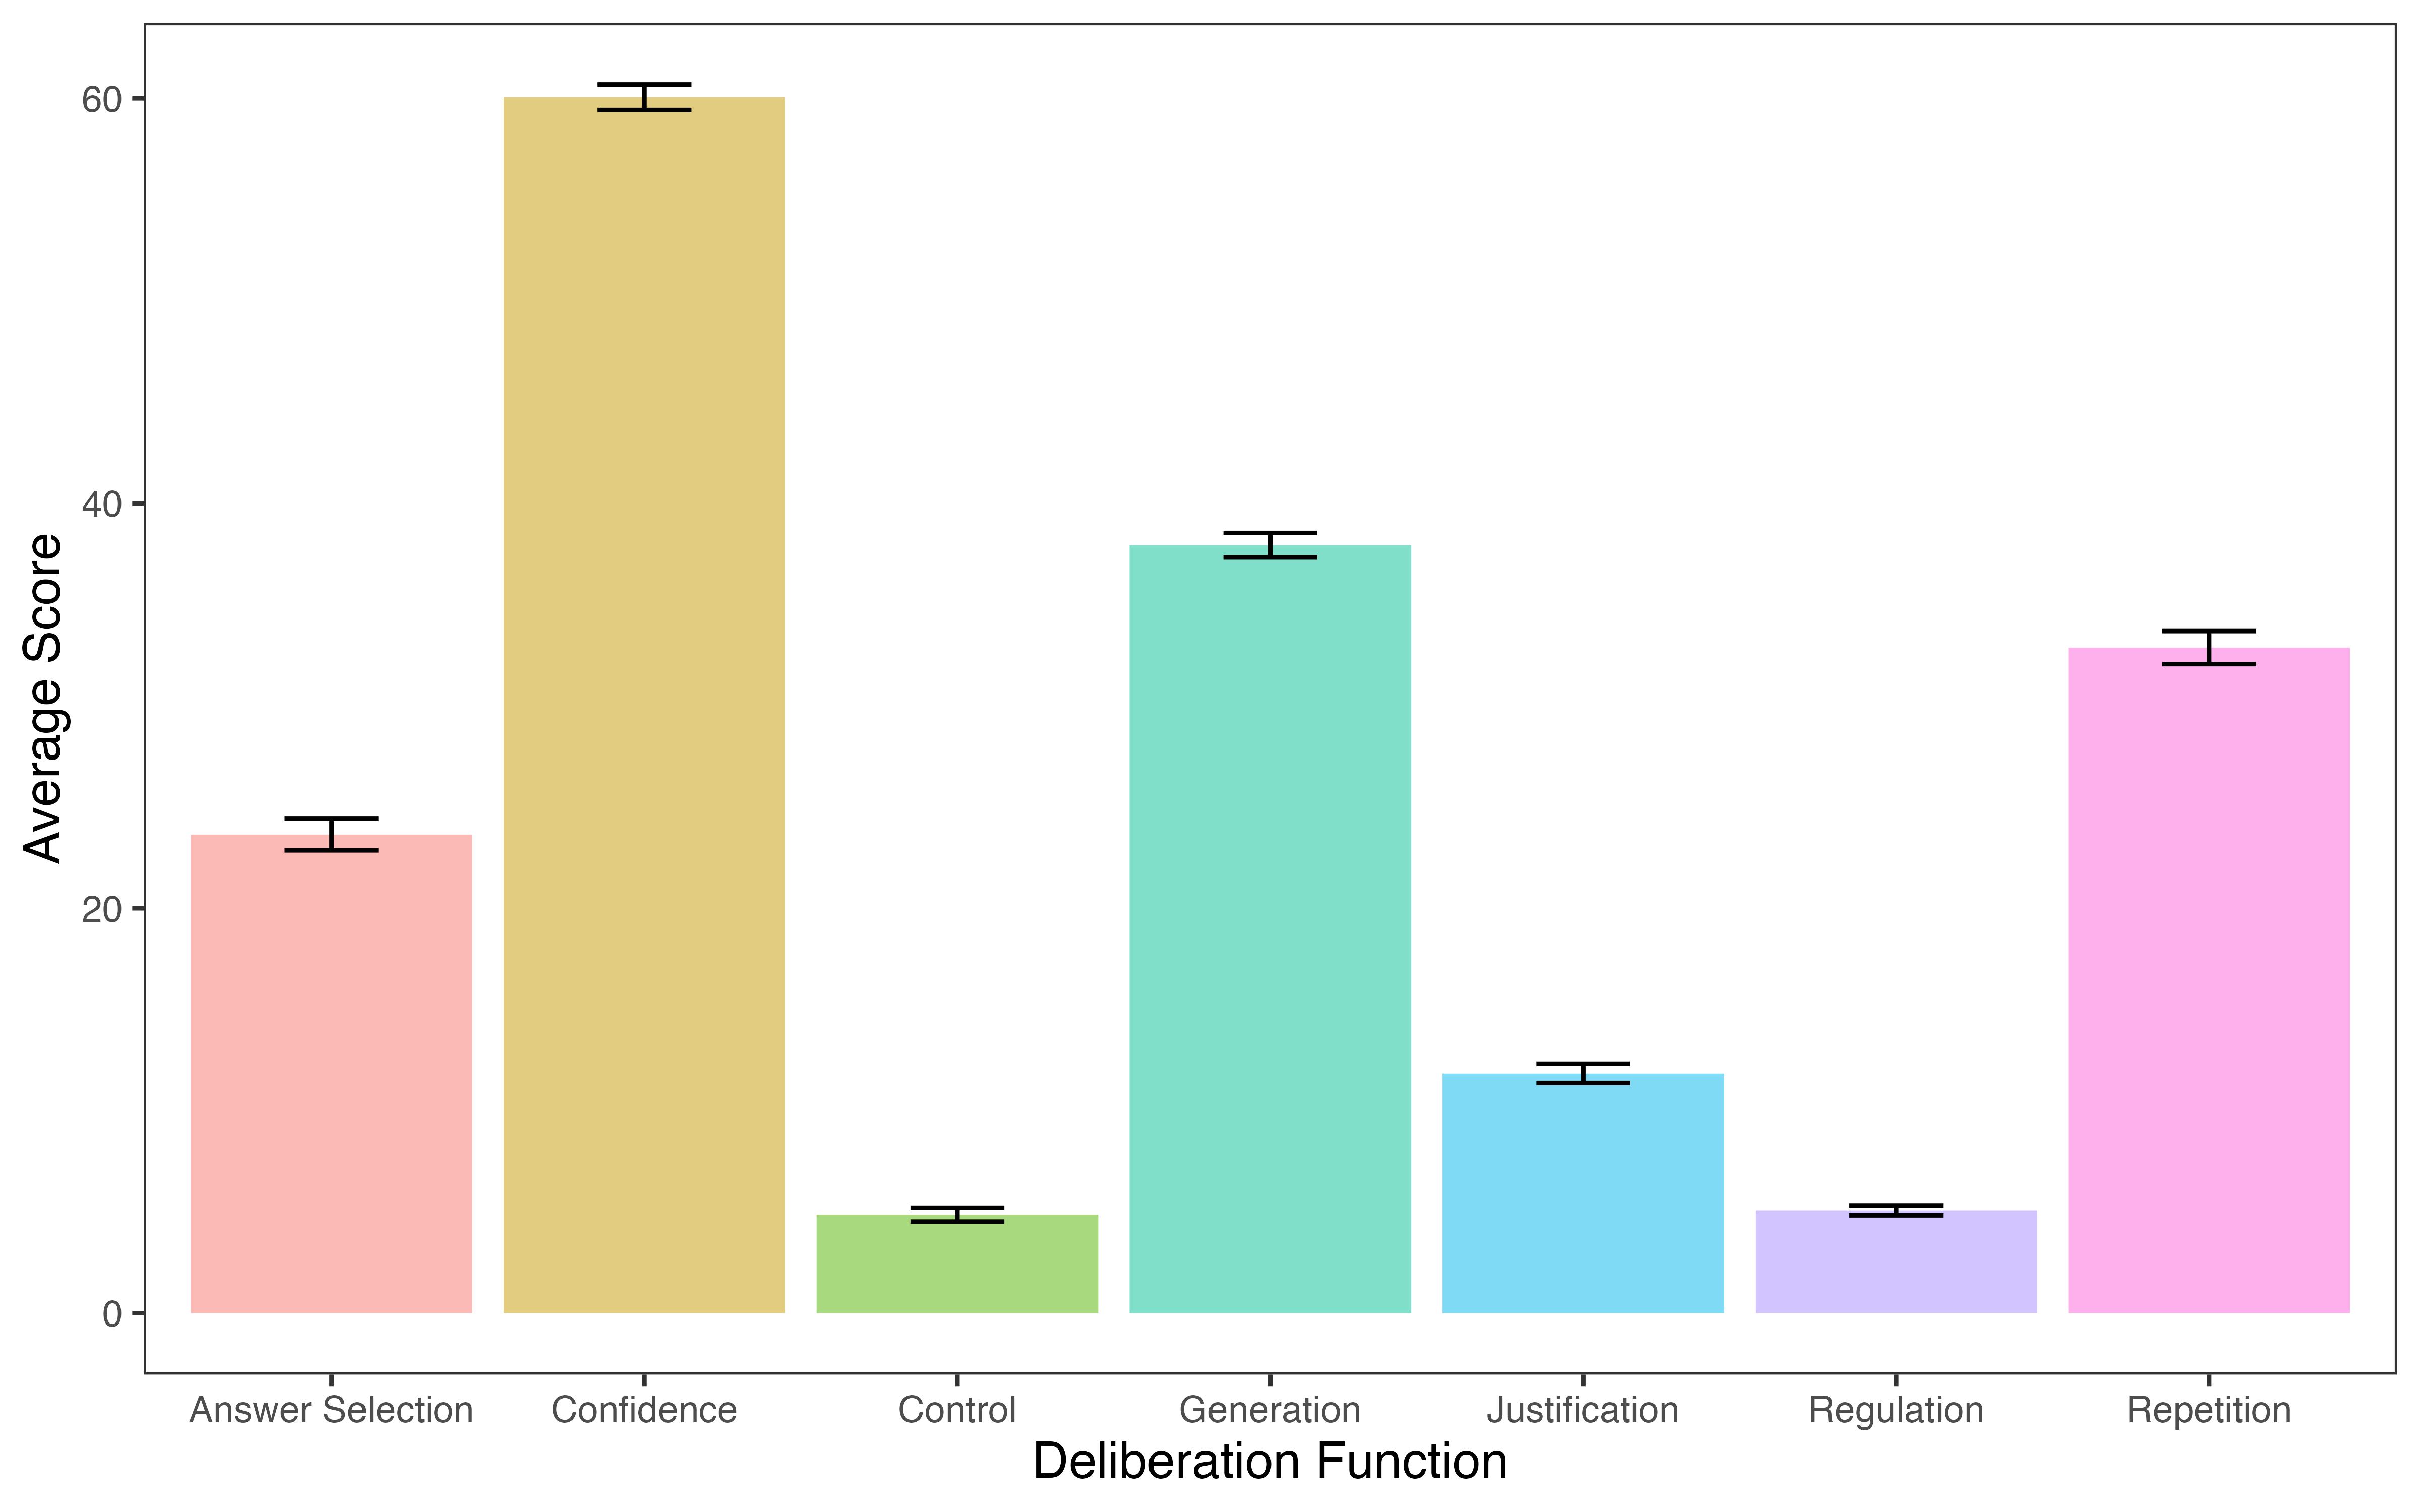 60
40
20
0
Average Score
Answer Selection
Confidence
Control
Generation
Justification
Regulation
Repetition
Deliberation Function